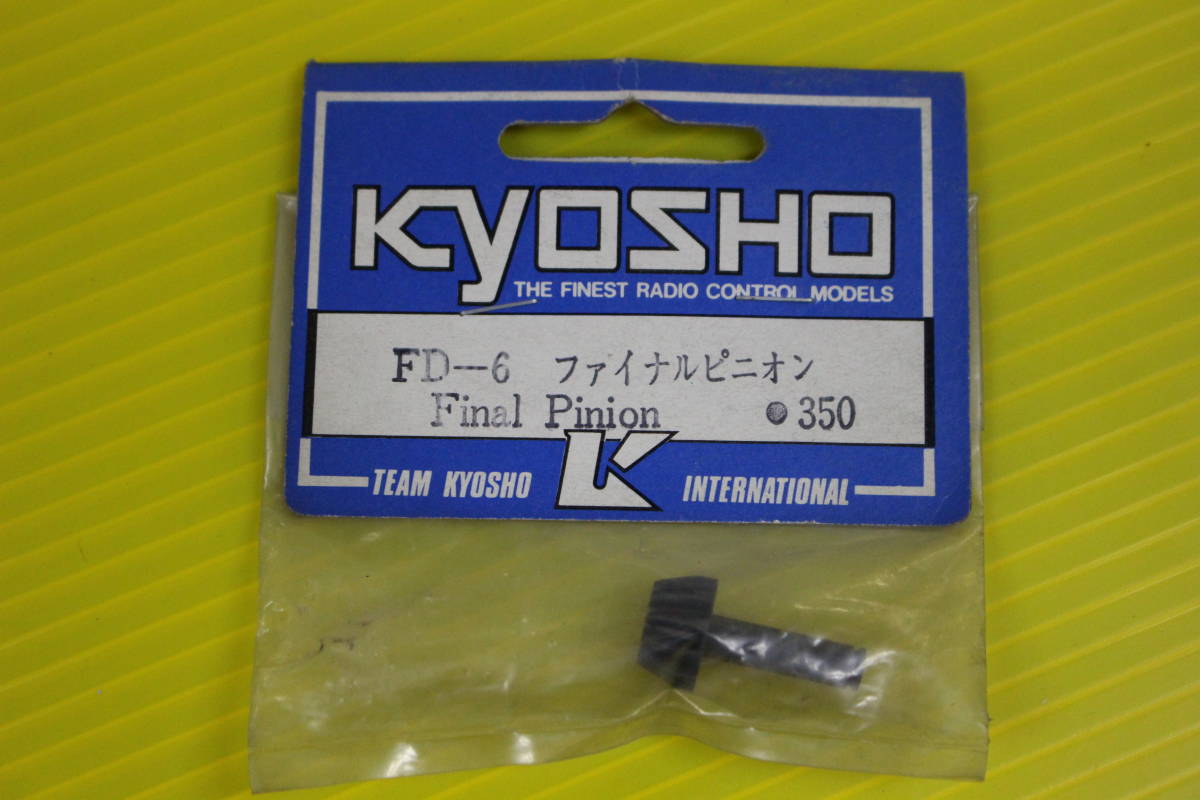 KYOSHO
THE FINEST RADIO CONTROL MODELS
FD-6 ファイナルピニオン
Final Pinion ●350
K
TEAM KYOSHO INTERNATIONAL